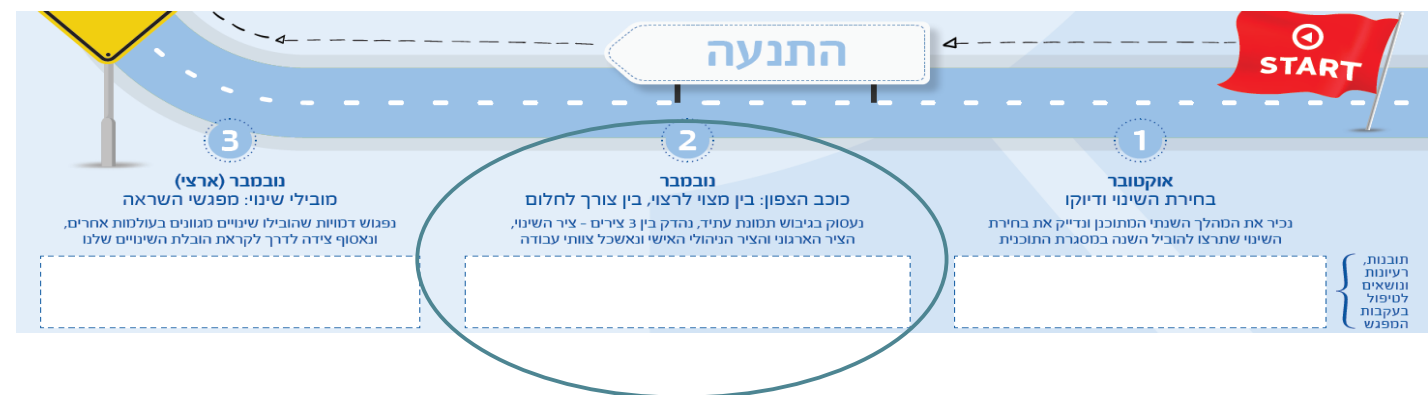 START
התנעה
1
אוקטובר
בחירת השינוי ודיוקו
נכיר את המהלך השנתי המתוכנן ונדייק את בחירת
השינוי שתרצו להוביל השנה במסגרת התוכנית
תובנות,
רעיונות
ונושאים
לטיפול
בעקבות
המפגש
2
נובמבר
כוכב הצפון: בין מצוי לרצוי, בין צורך לחלום
נעסוק בגיבוש תמונת עתיד, נהדק בין 3 צירים - ציר השינוי,
הציר הארגוני והציר הניהולי האישי ונאשכל צוותי עבודה
3
נובמבר (ארצי)
מובילי שינוי: מפגשי השראה
נפגוש דמויות שהובילו שינויים מגוונים בעולמות אחרים,
ונאסוף צידה לדרך לקראת הובלת השינויים שלנו